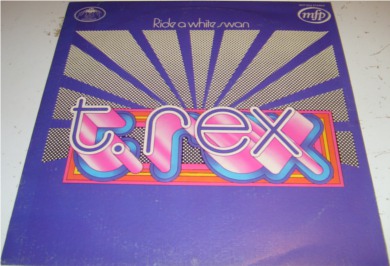 Ride a white swan
mfp
t.rex